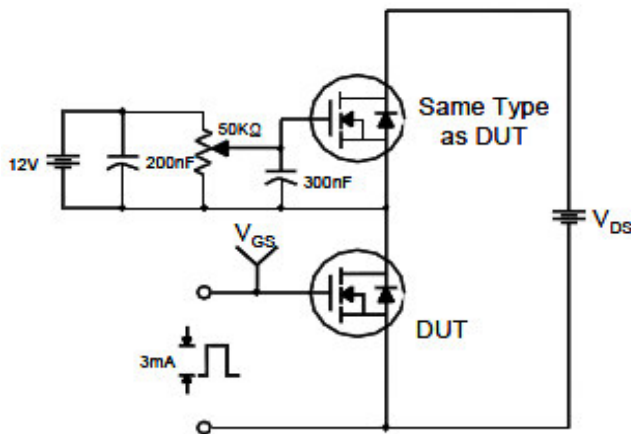 Same Type
as DUT
50KΩ
12V
200nF
300nF
V_DS
V_GS
DUT
3mA